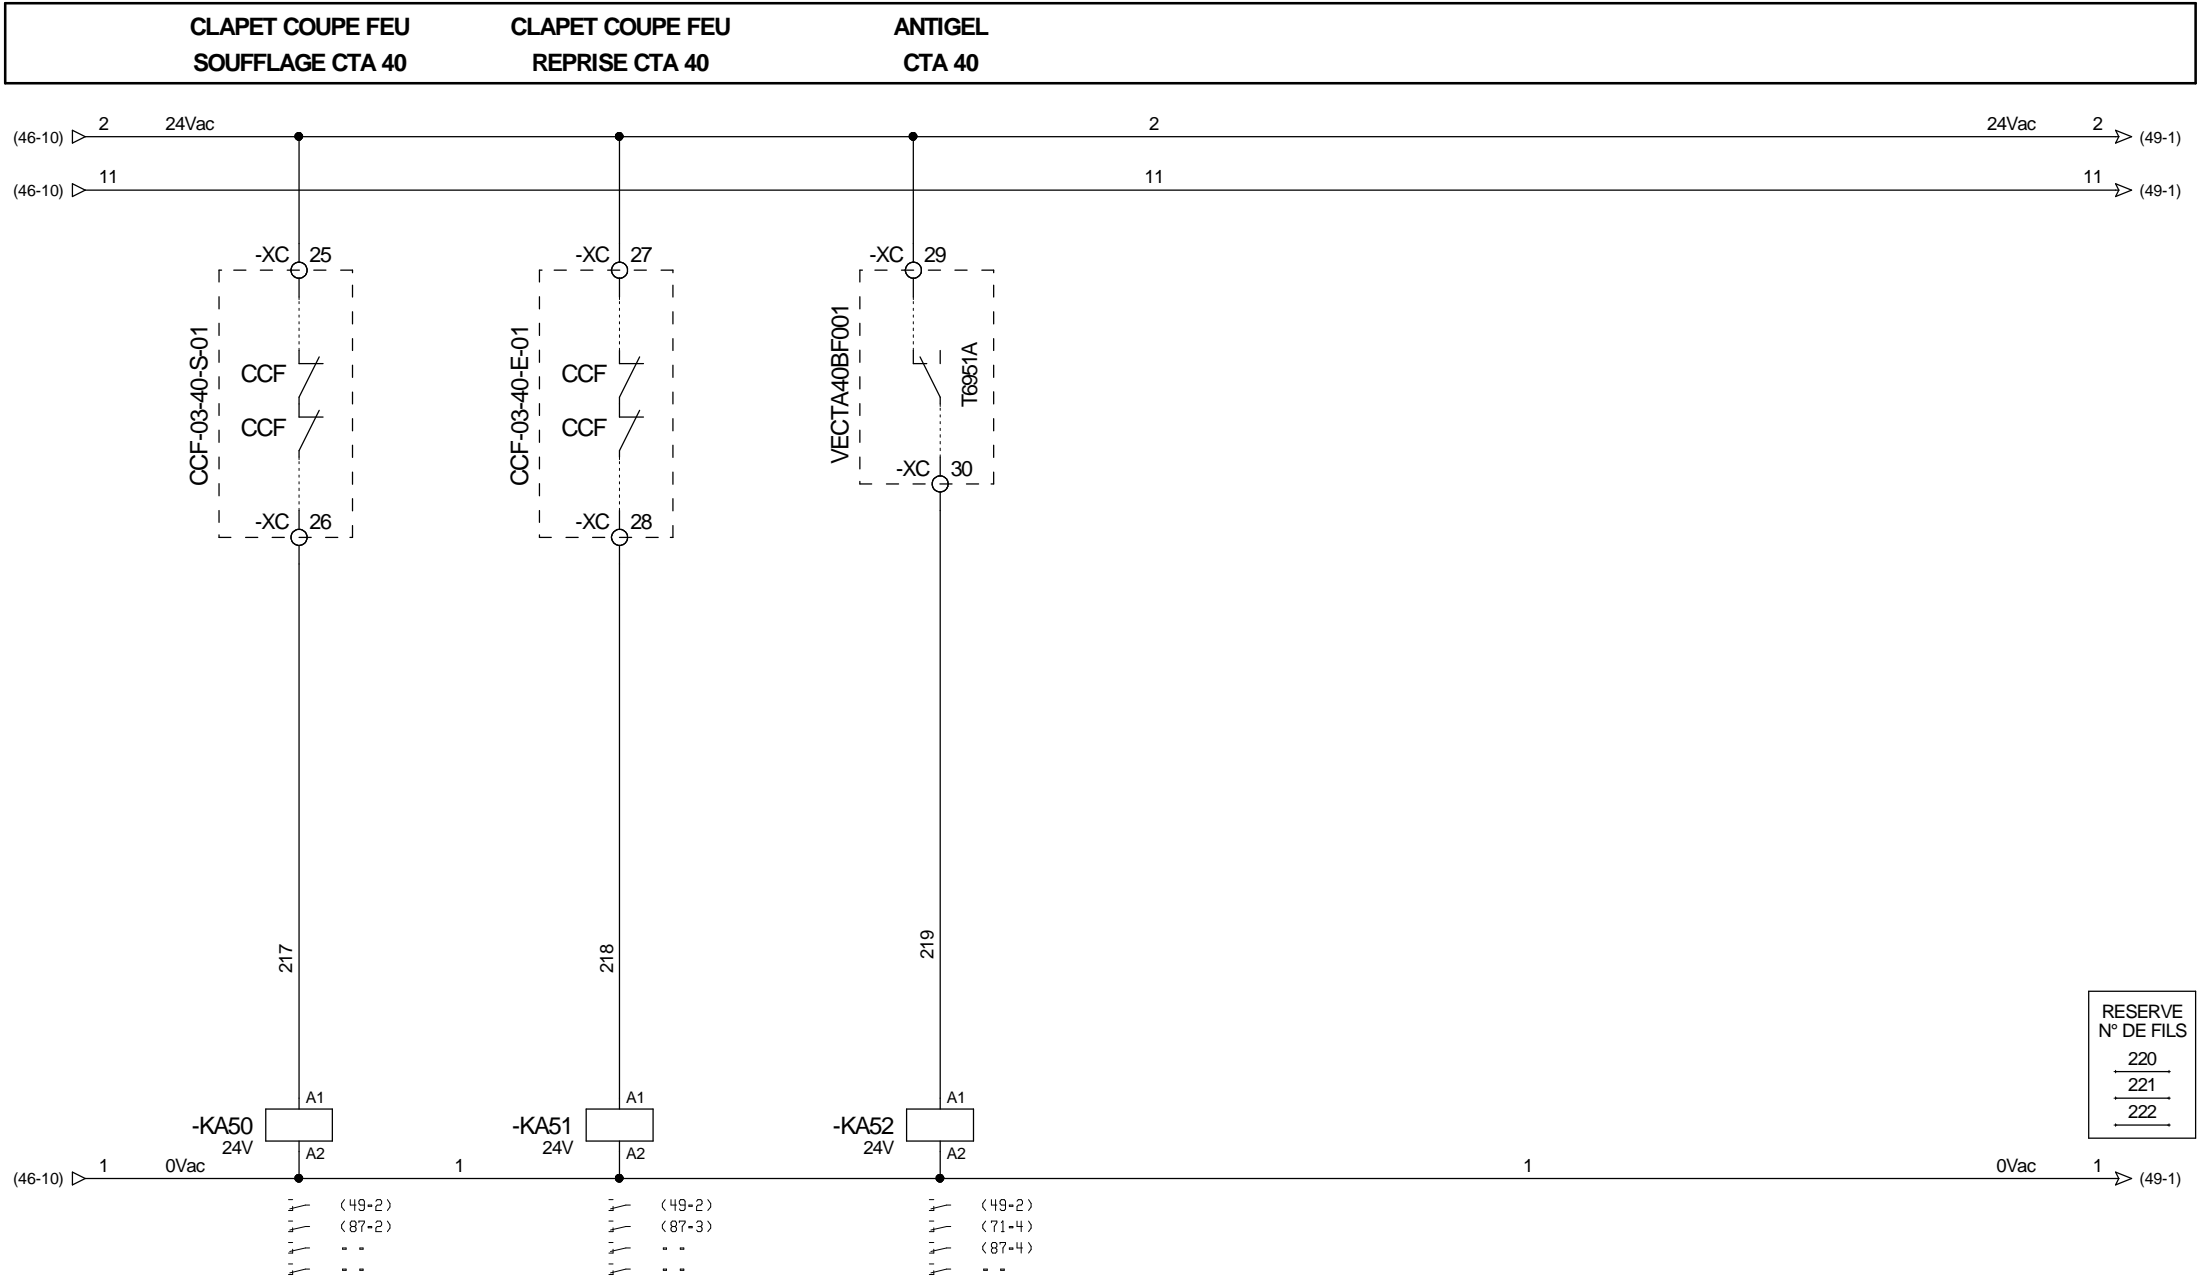 CLAPET COUPE FEU
SOUFFLAGE CTA 40
CLAPET COUPE FEU
REPRISE CTA 40
ANTIGEL
CTA 40
(46-10) 2 24Vac 2 24Vac 2 (49-1)
(46-10) 11 11 11 (49-1)
-XC 25
-XC 27
-XC 29
CCF-03-40-S-01
CCF
CCF
CCF-03-40-E-01
CCF
CCF
VECTA40BF001
T6951A
-XC 30
-XC 26
-XC 28
217
218
219
RESERVE
N° DE FILS
220
221
222
A1
-KA50
24V
A2
A1
-KA51
24V
A2
A1
-KA52
24V
A2
(46-10) 1 0Vac 1 1 0Vac 1 (49-1)
(49-2)
(87-2)
- -
- -
(49-2)
(87-3)
- -
- -
(49-2)
(71-4)
(87-4)
- -